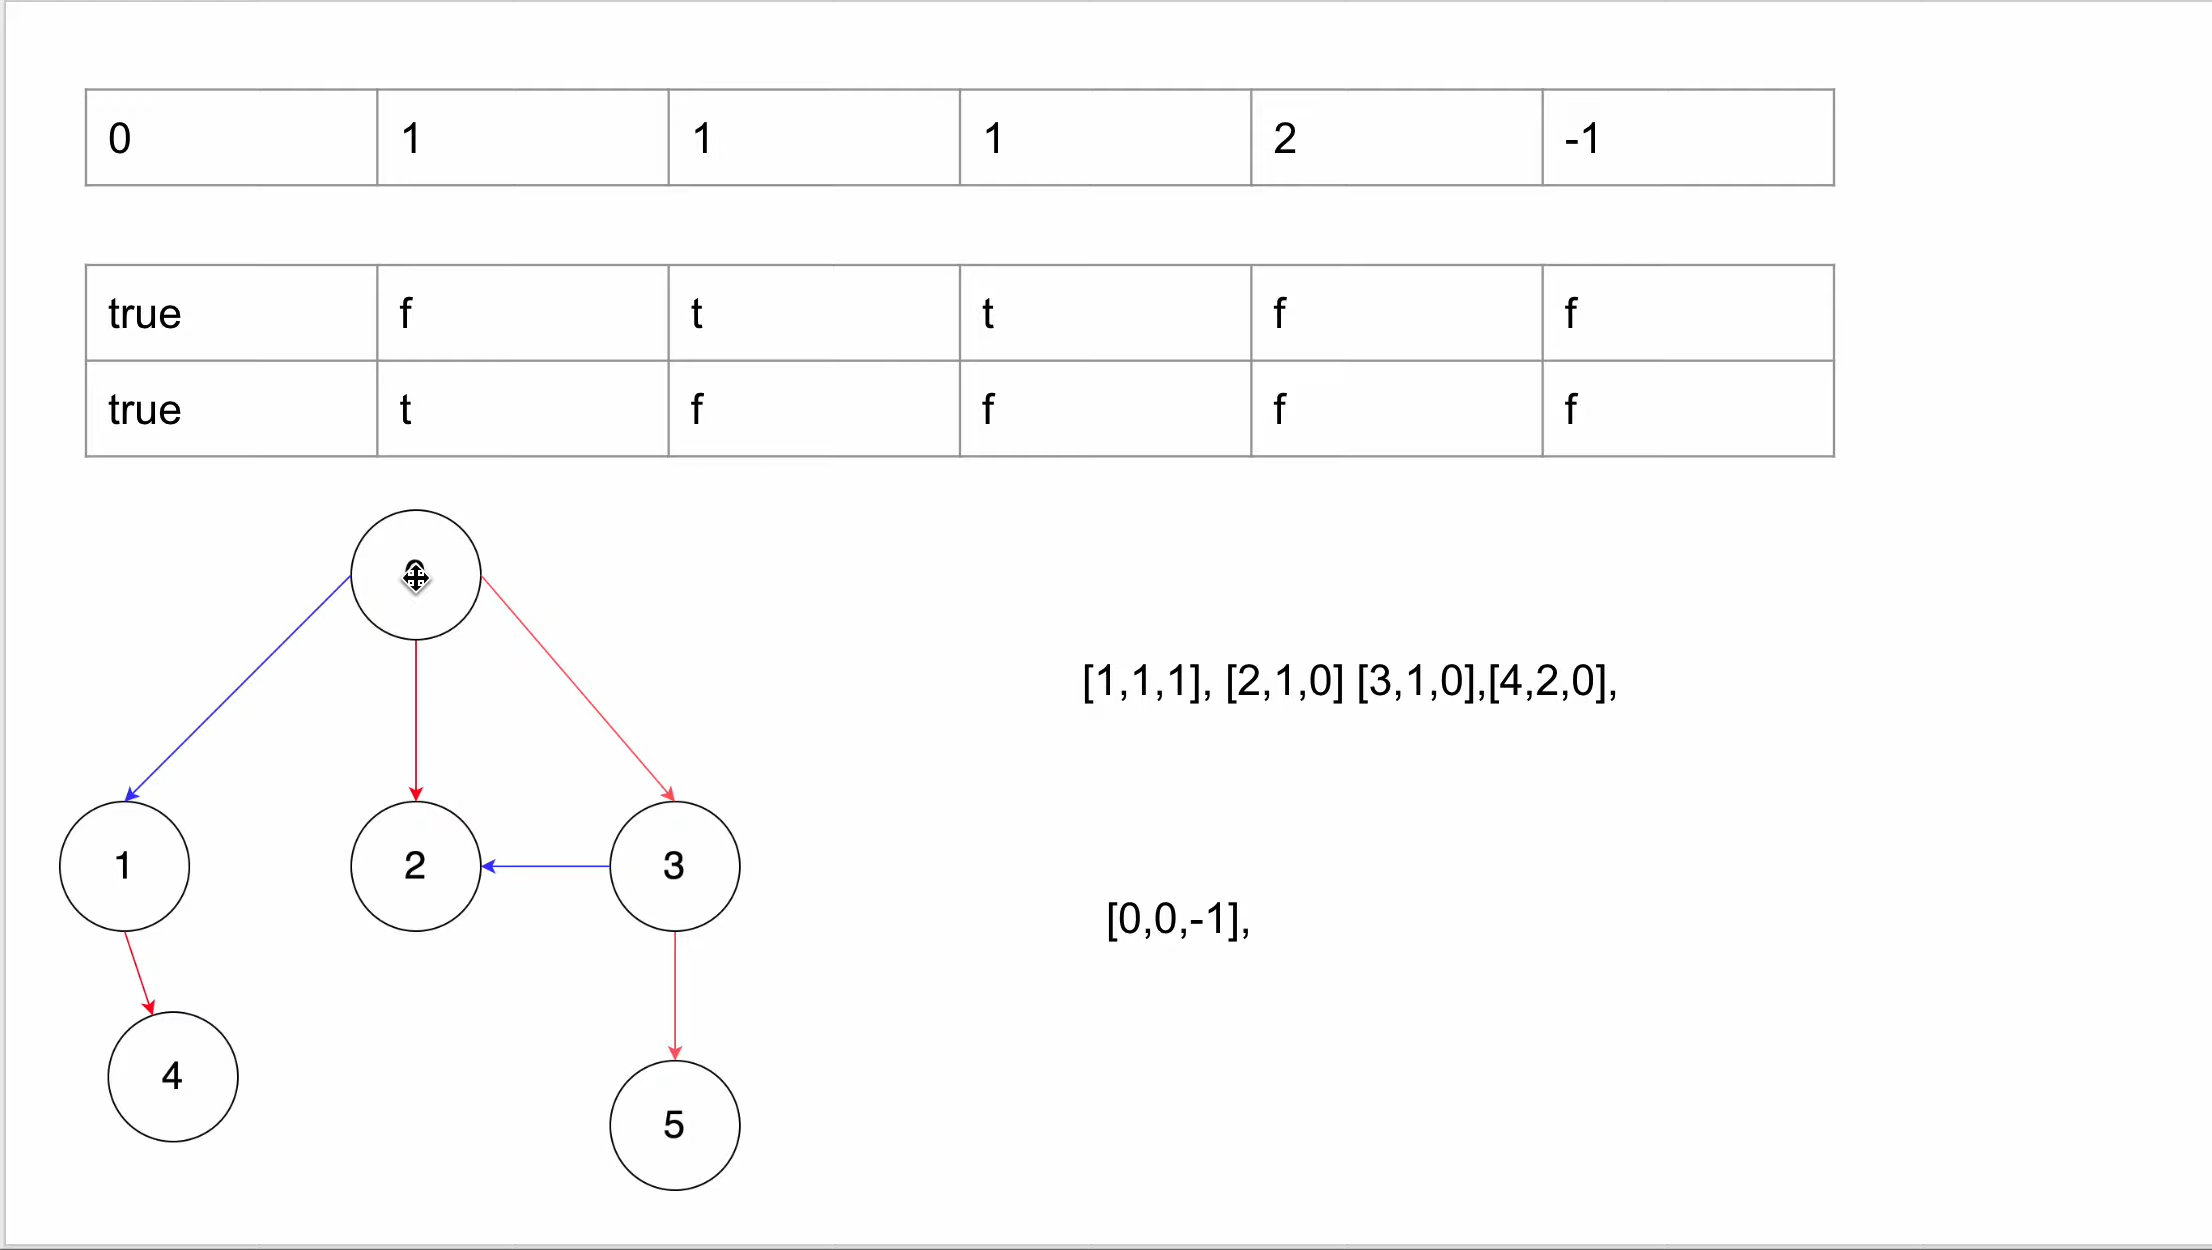 0 1 1 1 2 -1
true f t t f f
true t f f f f
[1,1,1], [2,1,0] [3,1,0],[4,2,0],
1 2 3
[0,0,-1],
4
5